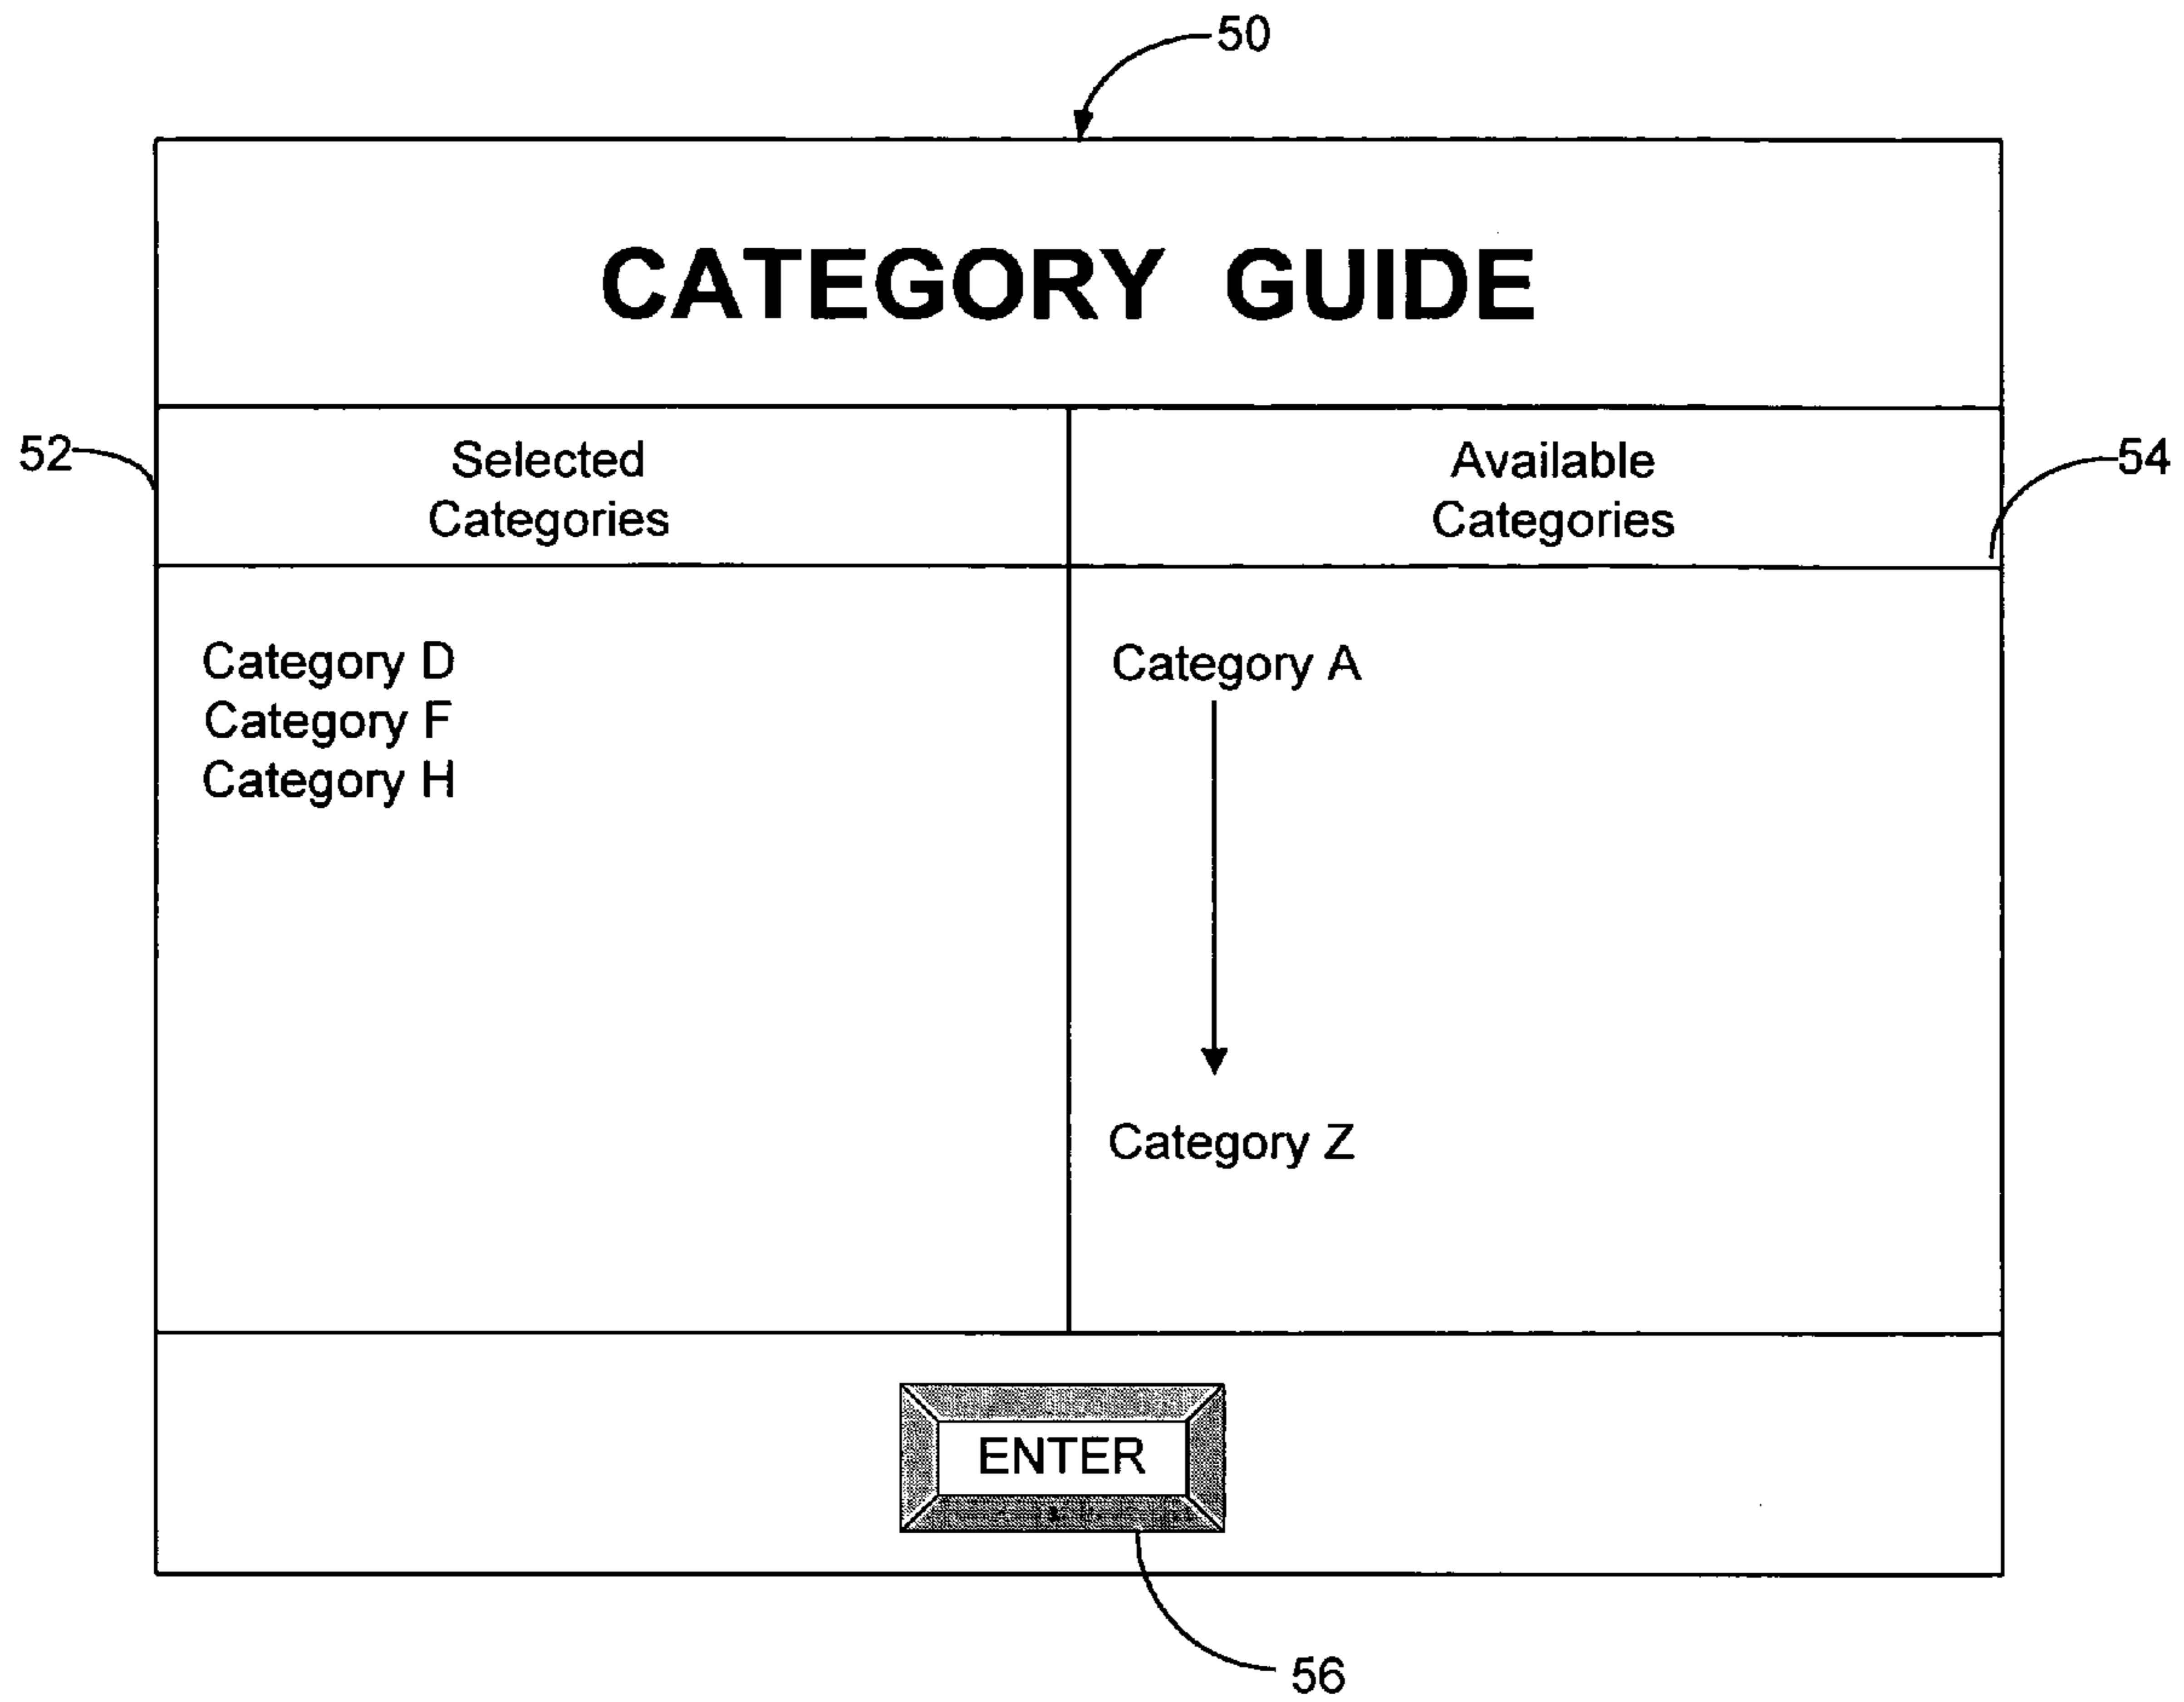 50
CATEGORY GUIDE
52
Selected
Categories
Available
Categories
54
Category D
Category F
Category H
Category A
Category Z
ENTER
56